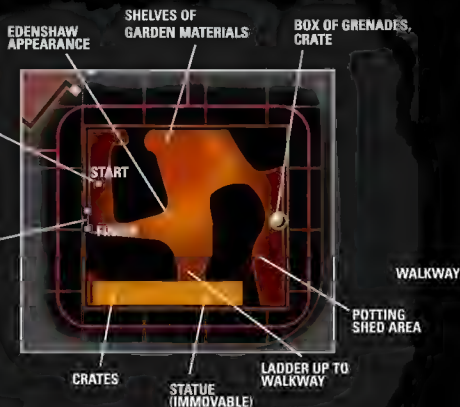 SHELVES OF
GARDEN MATERIALS
EDENSHAW
APPEARANCE
BOX OF GRENADES,
CRATE
START
WALKWAY
POTTING
SHED AREA
LADDER UP TO
WALKWAY
CRATES
STATUE
(IMMOVABLE)